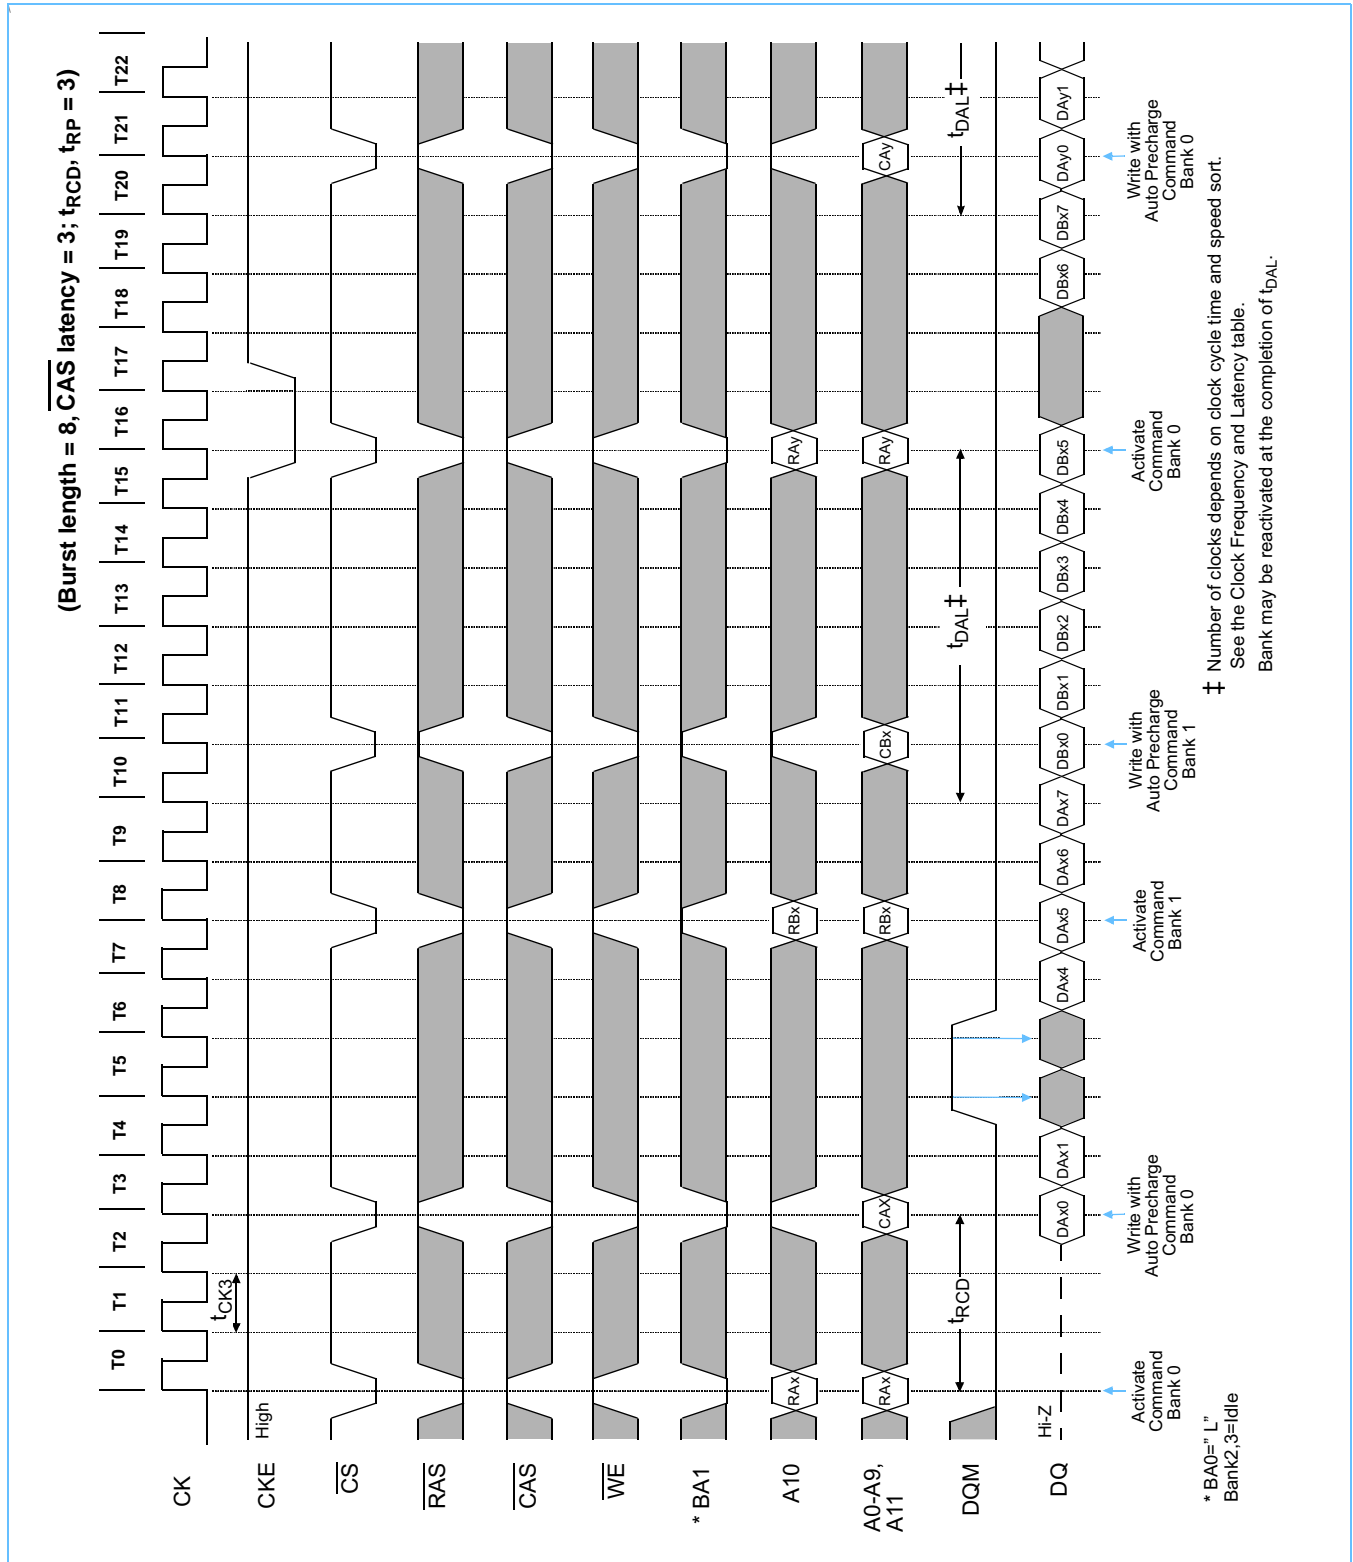 (Burst length = 8, CAS latency = 3; tRCD, tRP = 3)
T0 T1 T2 T3 T4 T5 T6 T7 T8 T9 T10 T11 T12 T13 T14 T15 T16 T17 T18 T19 T20 T21 T22
CK
tCK3
CKE
High
CS
RAS
CAS
WE
* BA1
A10
RAx RBx RAy
A0-A9,
A11
RAx CAX RBx CBx RAy CAy
DQM
tRCD tDAL‡ tDAL‡
DQ
Hi-Z
DAx0 DAx1 DAx4 DAx5 DAx6 DAx7 DBx0 DBx1 DBx2 DBx3 DBx4 DBx5 DBx6 DBx7 DAy0 DAy1
Activate
Command
Bank 0
Write with
Auto Precharge
Command
Bank 0
Activate
Command
Bank 1
Write with
Auto Precharge
Command
Bank 1
Activate
Command
Bank 0
Write with
Auto Precharge
Command
Bank 0
* BA0=" L"
Bank2,3=Idle
‡ Number of clocks depends on clock cycle time and speed sort.
See the Clock Frequency and Latency table.
Bank may be reactivated at the completion of tDAL.